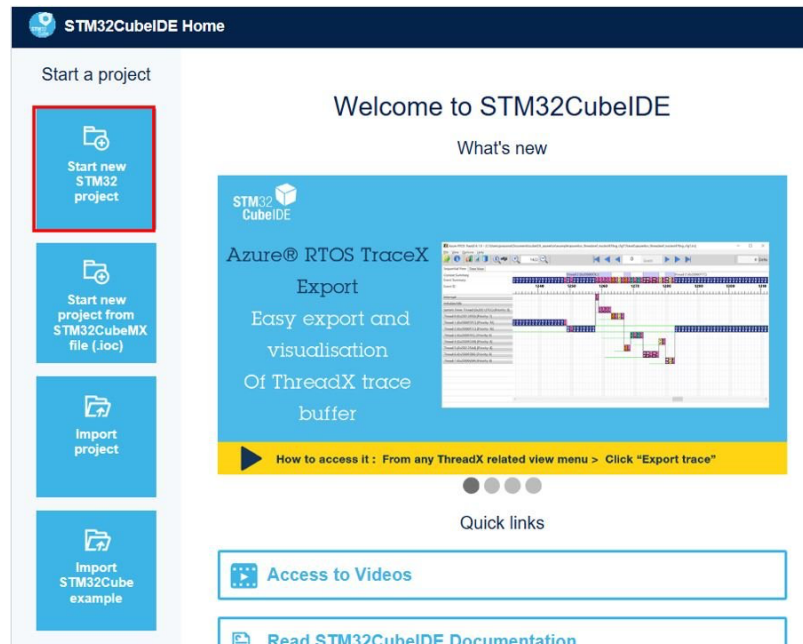 STM32CubeIDE Home
Start a project
Start new
STM32
project
Start new
project from
STM32CubeMX
file (.ioc)
Import
project
Import
STM32Cube
example
Welcome to STM32CubeIDE
What's new
STM32
CubeIDE
Azure® RTOS TraceX
Export
Easy export and
visualisation
Of ThreadX trace
buffer
How to access it : From any ThreadX related view menu > Click “Export trace”
Quick links
Access to Videos
Read STM32CubeIDE Documentation